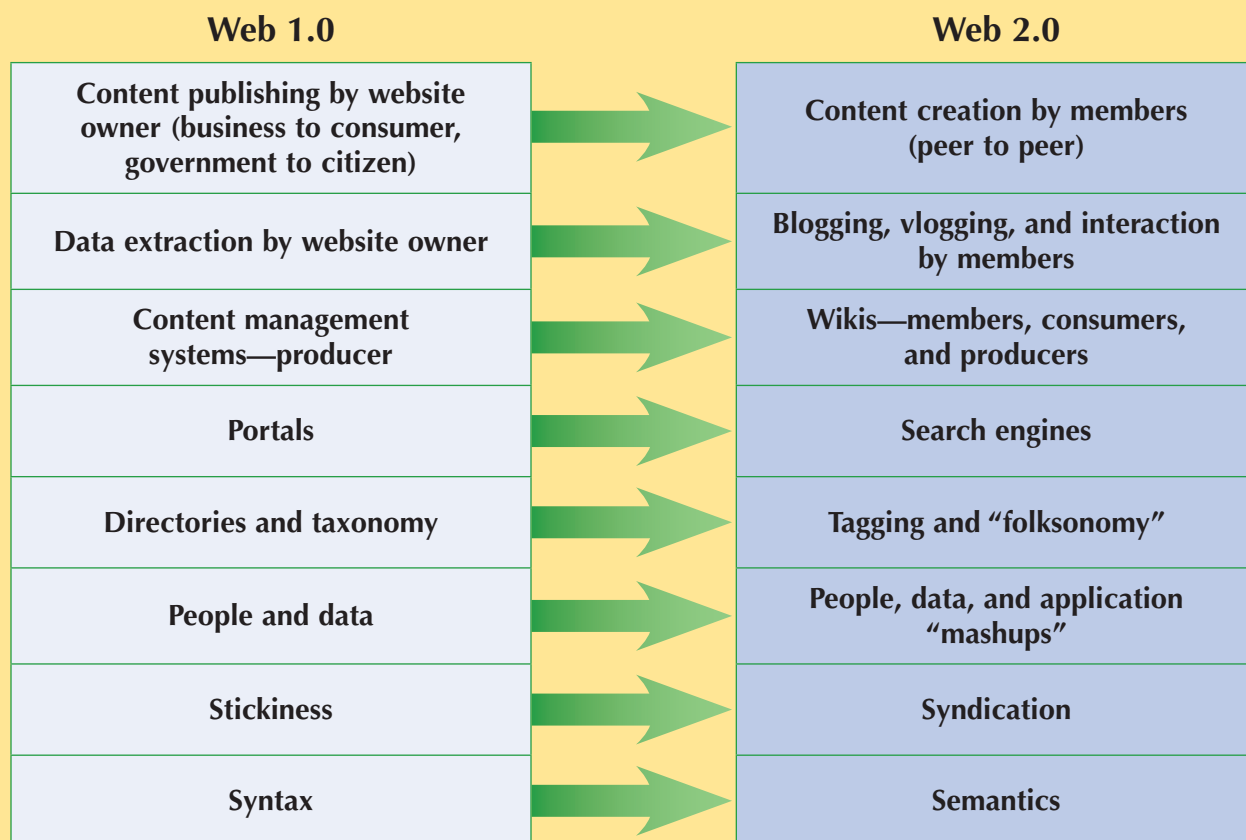 Web 1.0
Web 2.0
Content publishing by website
owner (business to consumer,
government to citizen)
Content creation by members
(peer to peer)
Data extraction by website owner
Blogging, vlogging, and interaction
by members
Content management
systems—producer
Wikis—members, consumers,
and producers
Portals
Search engines
Directories and taxonomy
Tagging and “folksonomy”
People and data
People, data, and application
“mashups”
Stickiness
Syndication
Syntax
Semantics